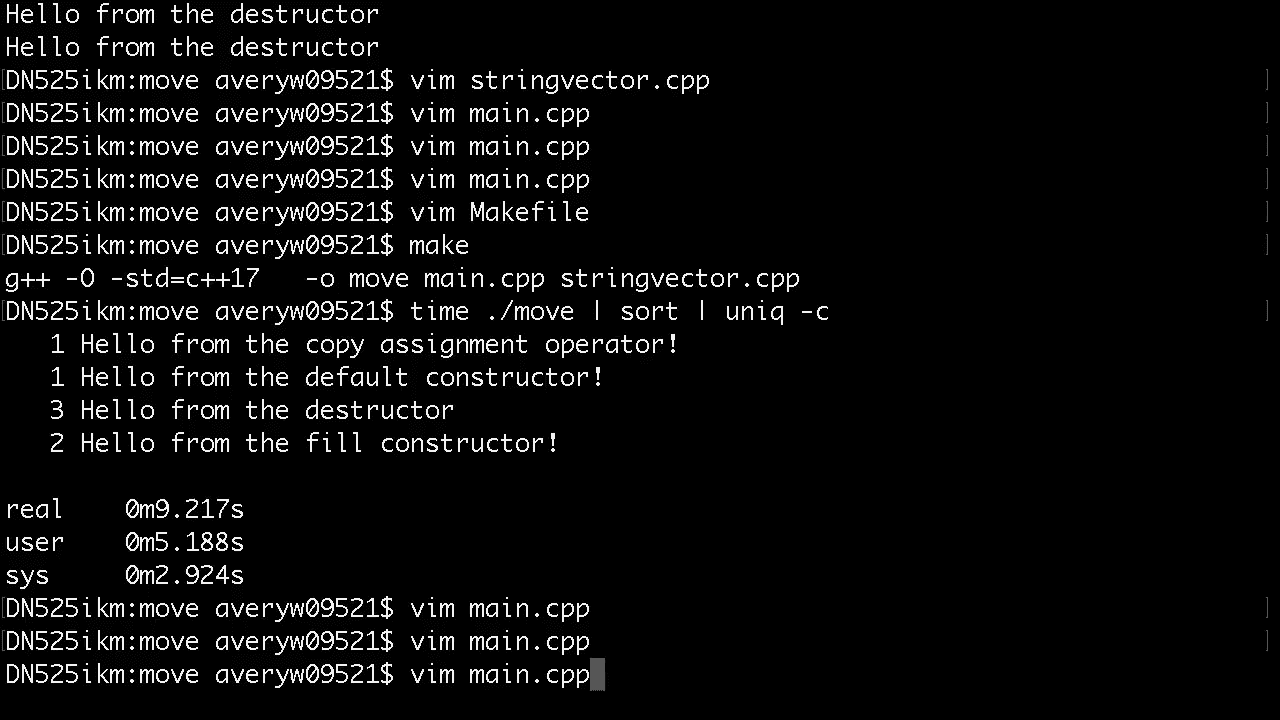 Hello from the destructor
Hello from the destructor
[DN525ikm:move averyw09521$ vim stringvector.cpp ]
[DN525ikm:move averyw09521$ vim main.cpp ]
[DN525ikm:move averyw09521$ vim main.cpp ]
[DN525ikm:move averyw09521$ vim main.cpp ]
[DN525ikm:move averyw09521$ vim Makefile ]
[DN525ikm:move averyw09521$ make ]
g++ -O -std=c++17   -o move main.cpp stringvector.cpp
[DN525ikm:move averyw09521$ time ./move | sort | uniq -c ]
   1 Hello from the copy assignment operator!
   1 Hello from the default constructor!
   3 Hello from the destructor
   2 Hello from the fill constructor!
real    0m9.217s
user    0m5.188s
sys     0m2.924s
[DN525ikm:move averyw09521$ vim main.cpp ]
[DN525ikm:move averyw09521$ vim main.cpp ]
DN525ikm:move averyw09521$ vim main.cpp